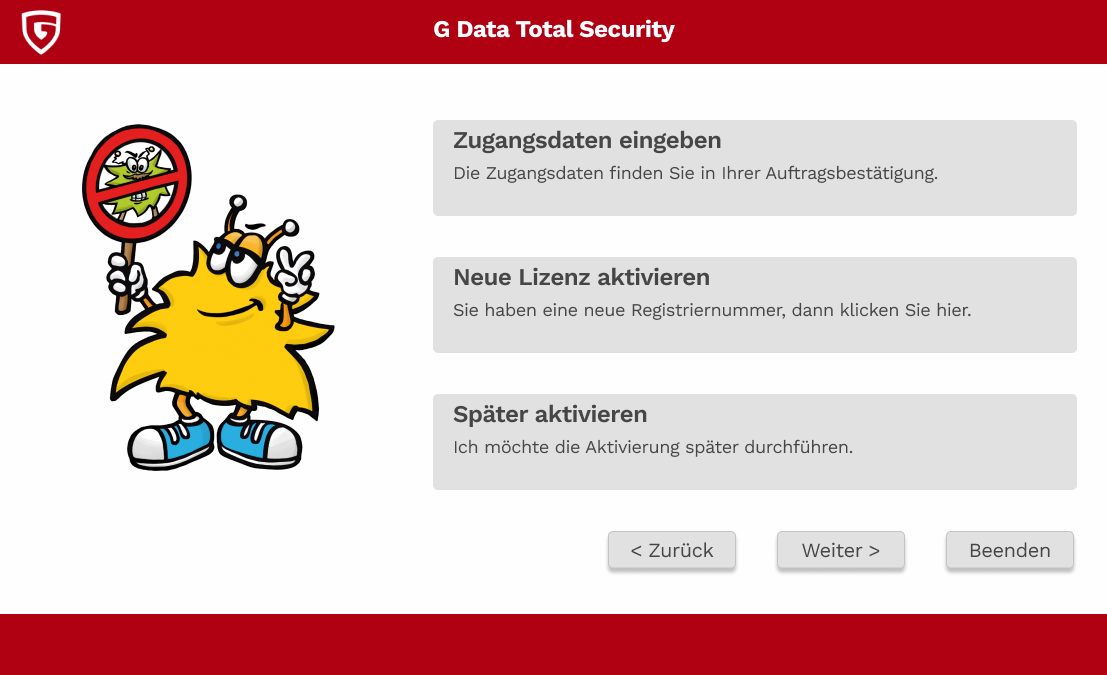 G Data Total Security
Zugangsdaten eingeben
Die Zugangsdaten finden Sie in Ihrer Auftragsbestätigung.
Neue Lizenz aktivieren
Sie haben eine neue Registriernummer, dann klicken Sie hier.
Später aktivieren
Ich möchte die Aktivierung später durchführen.
< Zurück
Weiter >
Beenden